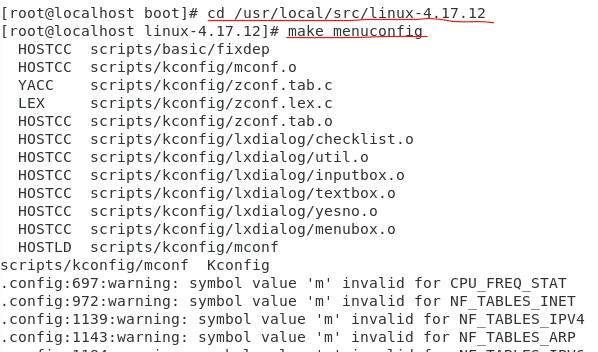 [root@localhost boot]# cd /usr/local/src/linux-4.17.12
[root@localhost linux-4.17.12]# make menuconfig
  HOSTCC  scripts/basic/fixdep
  HOSTCC  scripts/kconfig/mconf.o
  YACC    scripts/kconfig/zconf.tab.c
  LEX     scripts/kconfig/zconf.lex.c
  HOSTCC  scripts/kconfig/zconf.tab.o
  HOSTCC  scripts/kconfig/lxdialog/checklist.o
  HOSTCC  scripts/kconfig/lxdialog/util.o
  HOSTCC  scripts/kconfig/lxdialog/inputbox.o
  HOSTCC  scripts/kconfig/lxdialog/textbox.o
  HOSTCC  scripts/kconfig/lxdialog/yesno.o
  HOSTCC  scripts/kconfig/lxdialog/menubox.o
  HOSTLD  scripts/kconfig/mconf
scripts/kconfig/mconf  Kconfig
.config:697:warning: symbol value 'm' invalid for CPU_FREQ_STAT
.config:972:warning: symbol value 'm' invalid for NF_TABLES_INET
.config:1139:warning: symbol value 'm' invalid for NF_TABLES_IPV4
.config:1143:warning: symbol value 'm' invalid for NF_TABLES_ARP